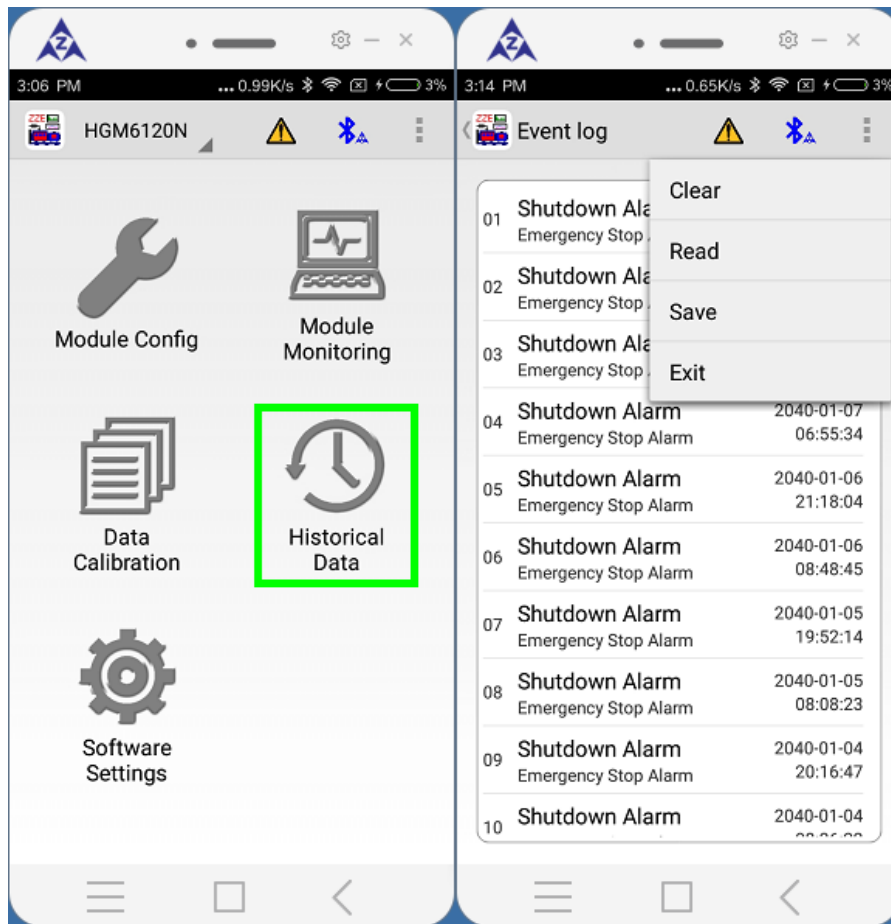 Z
3:06 PM
0.99K/s
3%
ZZE
HGM6120N
Module Config
Module
Monitoring
Data
Calibration
Historical
Data
Software
Settings
Z
3:14 PM
0.65K/s
3%
ZZE
Event log
Clear
Read
Save
Exit
01 Shutdown Ala
Emergency Stop
02 Shutdown Ala
Emergency Stop
03 Shutdown Ala
Emergency Stop
04 Shutdown Alarm 2040-01-07
Emergency Stop Alarm 06:55:34
05 Shutdown Alarm 2040-01-06
Emergency Stop Alarm 21:18:04
06 Shutdown Alarm 2040-01-06
Emergency Stop Alarm 08:48:45
07 Shutdown Alarm 2040-01-05
Emergency Stop Alarm 19:52:14
08 Shutdown Alarm 2040-01-05
Emergency Stop Alarm 08:08:23
09 Shutdown Alarm 2040-01-04
Emergency Stop Alarm 20:16:47
10 Shutdown Alarm 2040-01-04